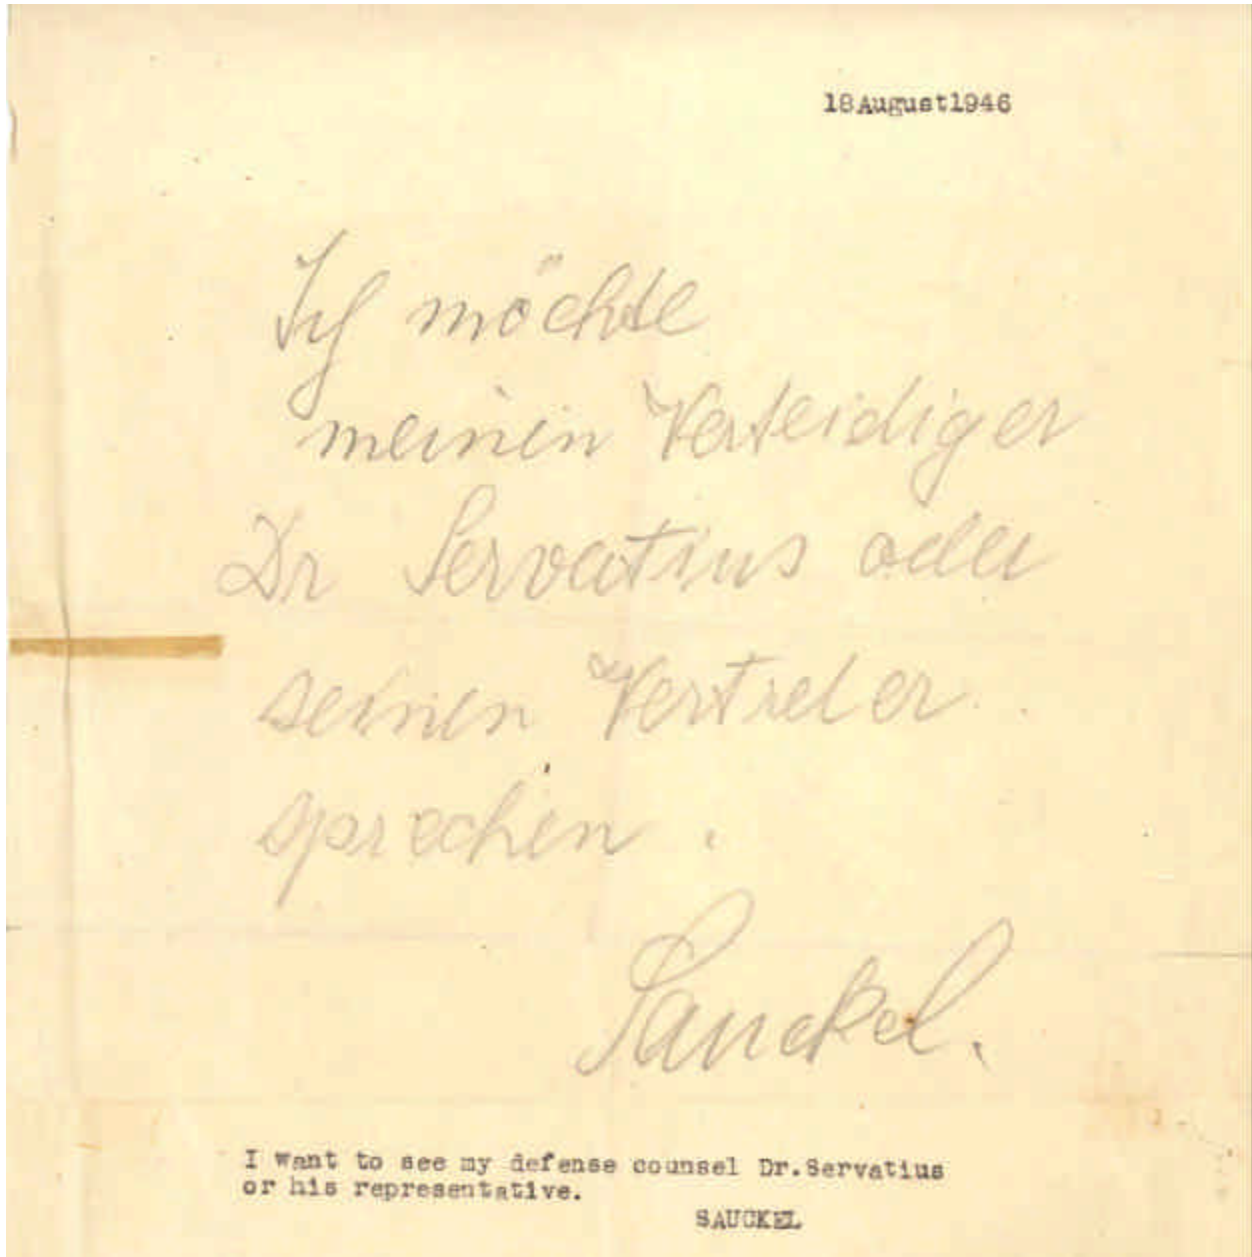 18August1946
Ich möchte
meinen Verteidiger
Dr Servatius oder
seinen Vertreter
sprechen.
Sauckel.
I want to see my defense counsel Dr.Servatius
or his representative.
SAUCKEL